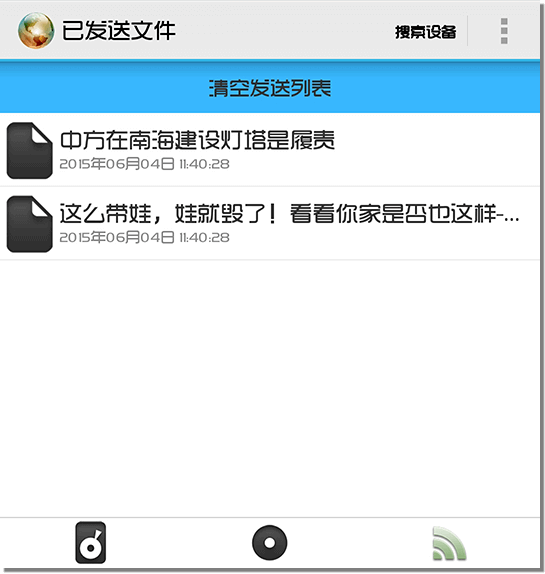 已发送文件
搜索设备
清空发送列表
中方在南海建设灯塔是履责
2015年06月04日 11:40:28
这么带娃，娃就毁了！看看你家是否也这样-...
2015年06月04日 11:40:28